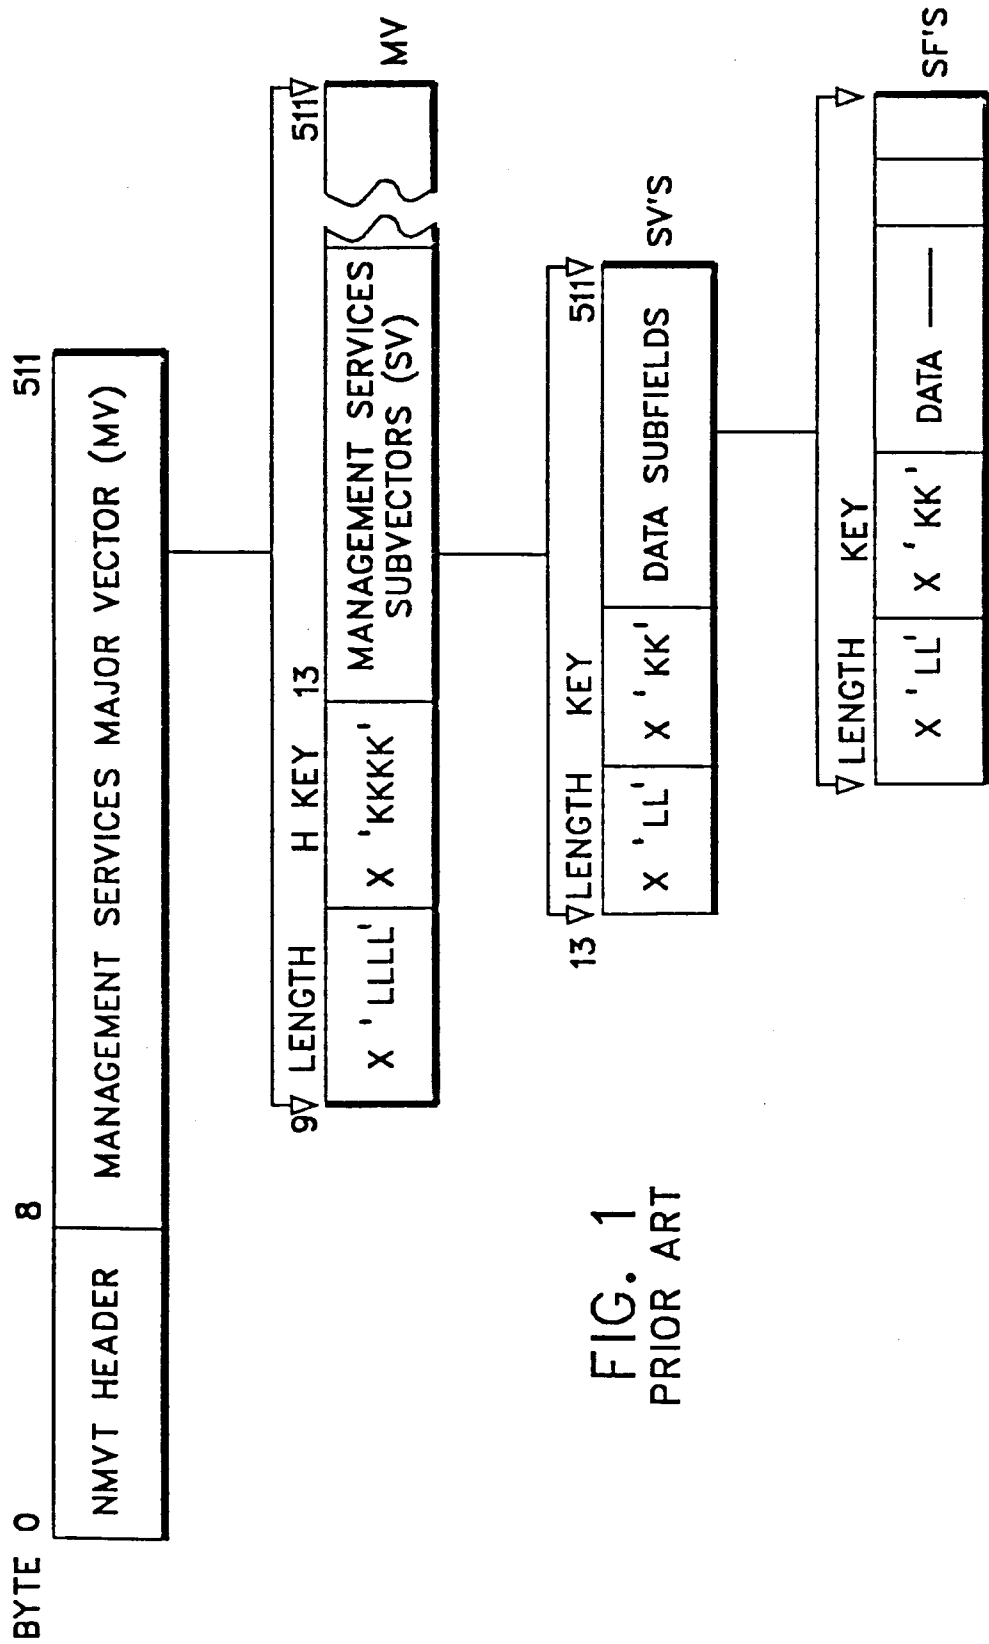 BYTE 0 8 511
NMVT HEADER MANAGEMENT SERVICES MAJOR VECTOR (MV)
9 LENGTH H KEY 13 511
X 'LLLL' X 'KKKK' MANAGEMENT SERVICES
SUBVECTORS (SV)
MV
13 LENGTH KEY 511
X 'LL' X 'KK' DATA SUBFIELDS
SV'S
LENGTH KEY
X 'LL' X 'KK' DATA
SF'S
FIG. 1
PRIOR ART